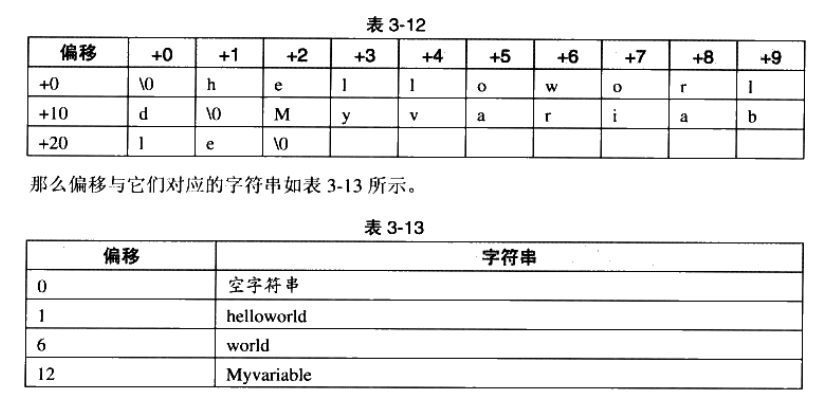 表 3-12
偏移 +0 +1 +2 +3 +4 +5 +6 +7 +8 +9
+0 \0 h e l l o w o r l
+10 d \0 M y v a r i a b
+20 l e \0
那么偏移与它们对应的字符串如表 3-13 所示。
表 3-13
偏移 字符串
0 空字符串
1 helloworld
6 world
12 Myvariable